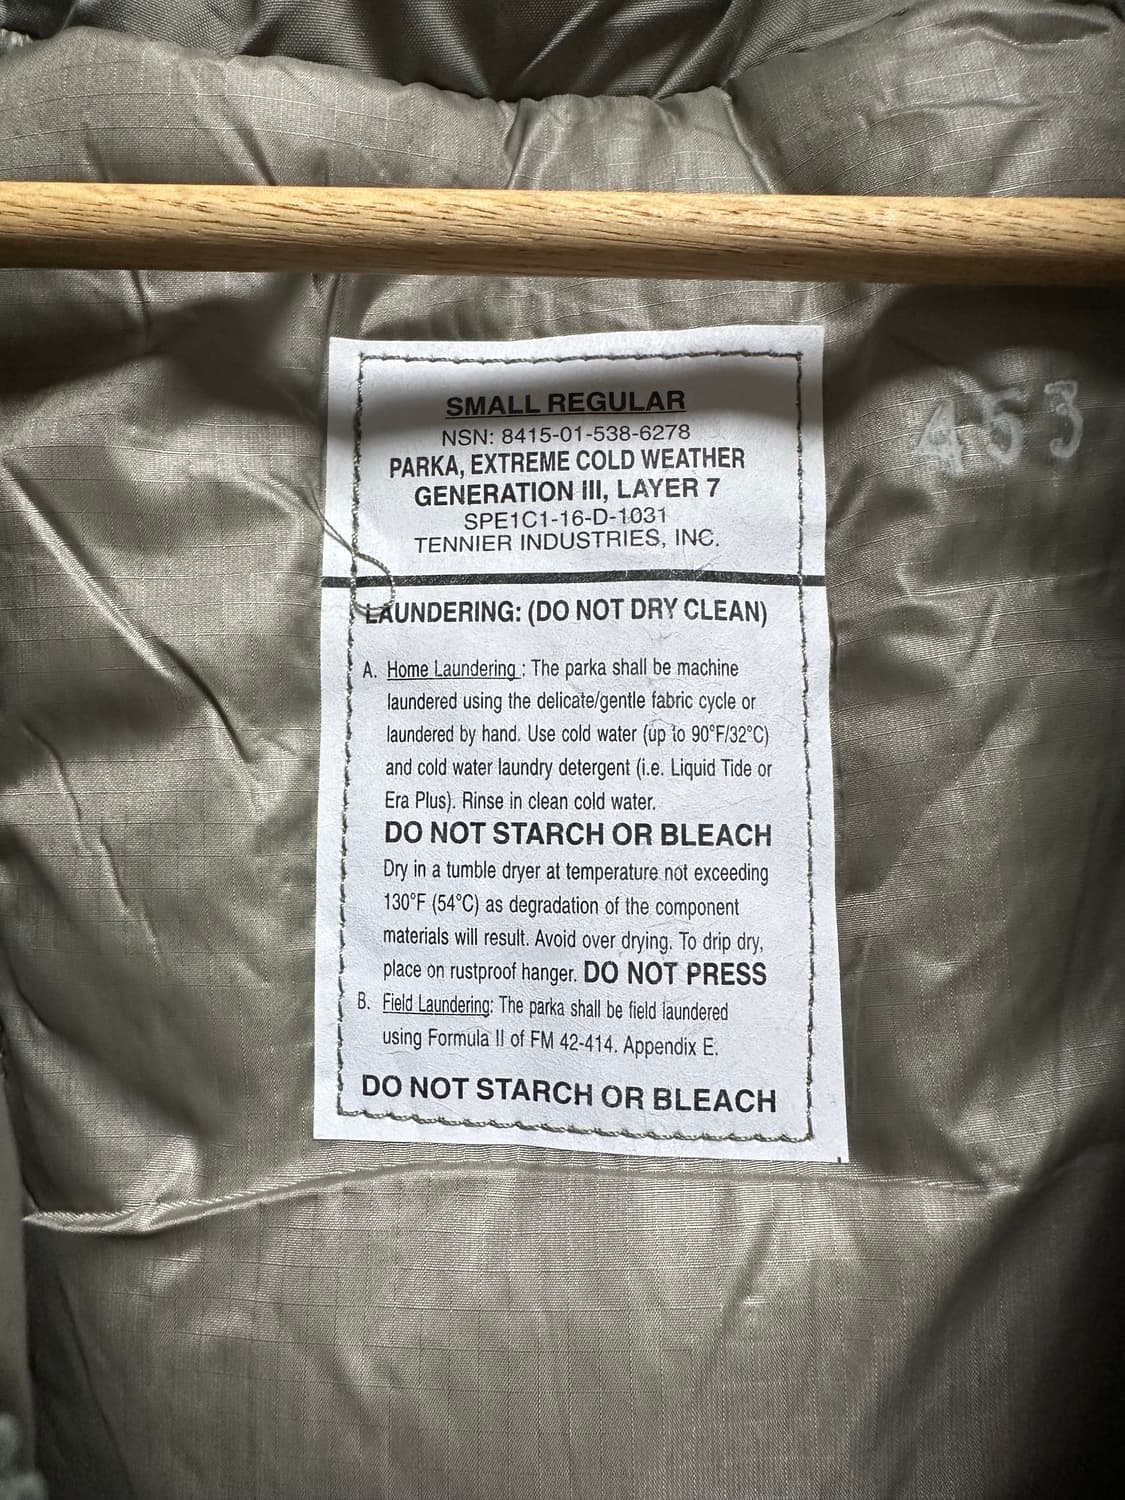 SMALL REGULAR
NSN: 8415-01-538-6278
PARKA, EXTREME COLD WEATHER
GENERATION III, LAYER 7
SPE1C1-16-D-1031
TENNIER INDUSTRIES, INC.
453
LAUNDERING: (DO NOT DRY CLEAN)
A. Home Laundering : The parka shall be machine
laundered using the delicate/gentle fabric cycle or
laundered by hand. Use cold water (up to 90°F/32°C)
and cold water laundry detergent (i.e. Liquid Tide or
Era Plus). Rinse in clean cold water.
DO NOT STARCH OR BLEACH
Dry in a tumble dryer at temperature not exceeding
130°F (54°C) as degradation of the component
materials will result. Avoid over drying. To drip dry,
place on rustproof hanger. DO NOT PRESS
B. Field Laundering: The parka shall be field laundered
using Formula II of FM 42-414. Appendix E.
DO NOT STARCH OR BLEACH